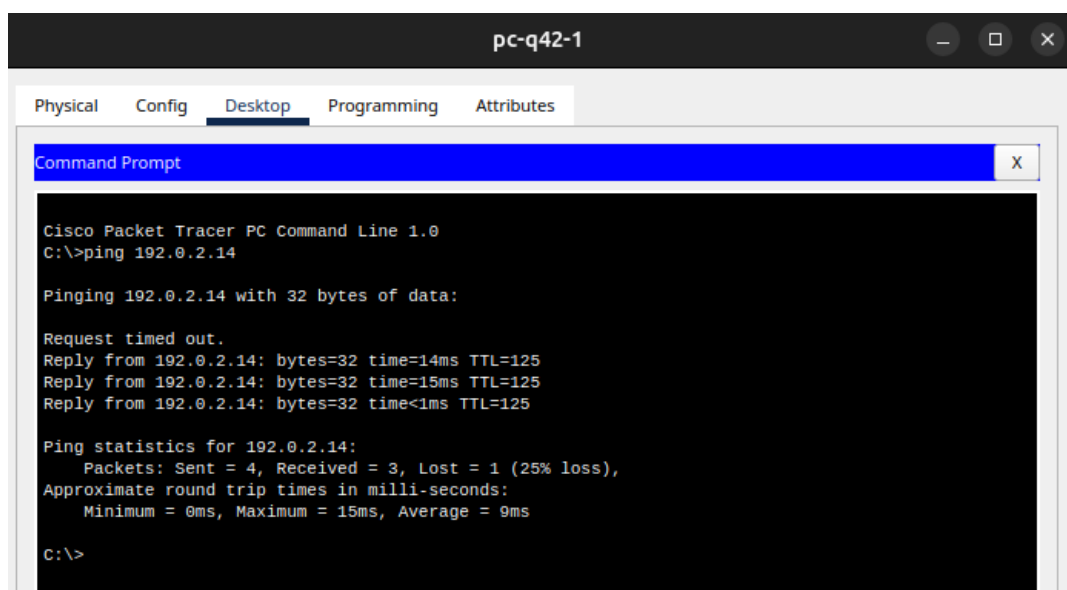 pc-q42-1
Physical Config Desktop Programming Attributes
Command Prompt X
Cisco Packet Tracer PC Command Line 1.0
C:\>ping 192.0.2.14
Pinging 192.0.2.14 with 32 bytes of data:
Request timed out.
Reply from 192.0.2.14: bytes=32 time=14ms TTL=125
Reply from 192.0.2.14: bytes=32 time=15ms TTL=125
Reply from 192.0.2.14: bytes=32 time<1ms TTL=125
Ping statistics for 192.0.2.14:
Packets: Sent = 4, Received = 3, Lost = 1 (25% loss),
Approximate round trip times in milli-seconds:
Minimum = 0ms, Maximum = 15ms, Average = 9ms
C:\>